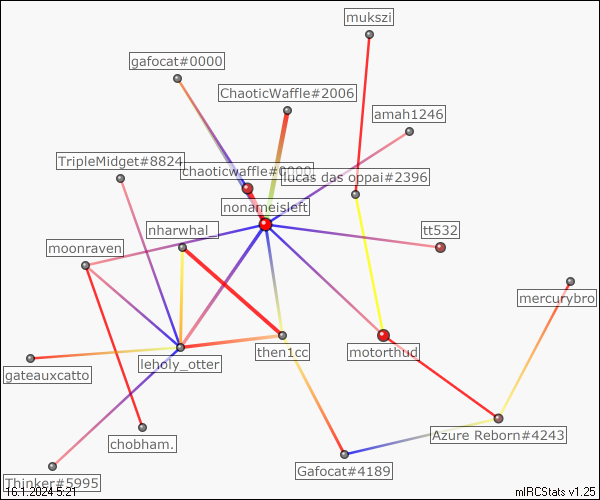 mukszi
gafocat#0000
ChaoticWaffle#2006
amah1246
TripleMidget#8824
chaoticwaffle#0000
lucas das oppai#2396
nonameisleft
nharwhal_
tt532
moonraven
mercurybro
leholy_otter
then1cc
motorthud
gateauxcatto
chobham.
Azure Reborn#4243
Gafocat#4189
Thinker#5995
16.1.2024 5:21
mIRCStats v1.25